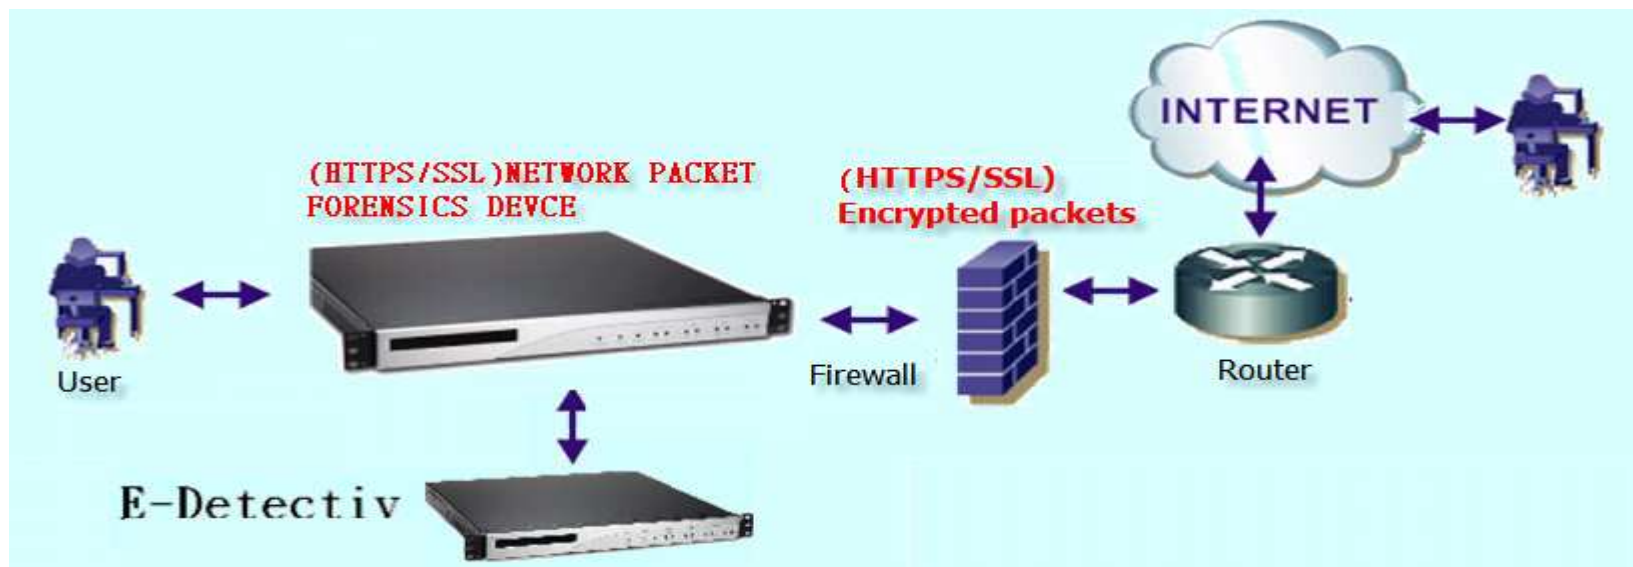 INTERNET
(HTTPS/SSL)NETWORK PACKET
FORENSICS DEVCE
(HTTPS/SSL)
Encrypted packets
User
Firewall
Router
E-Detectiv